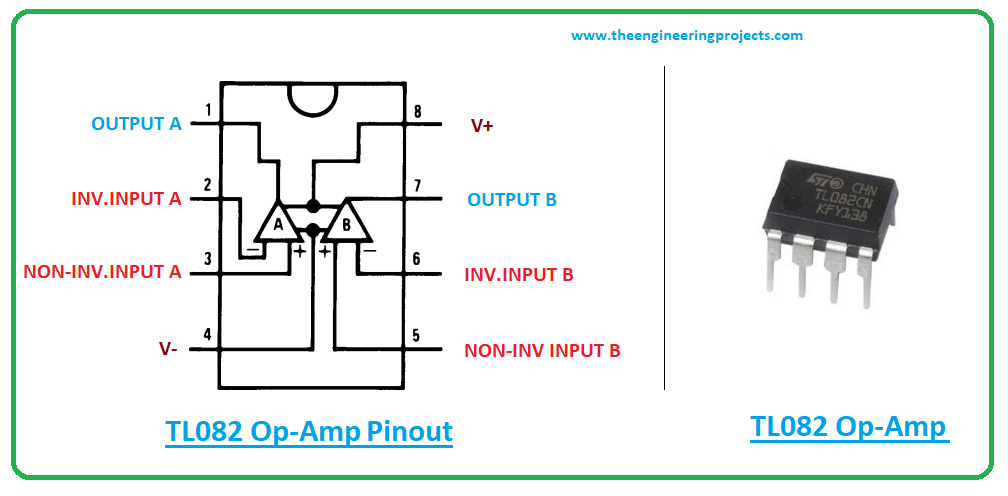 www.theengineeringprojects.com
1
OUTPUT A
8
V+
2
INV.INPUT A
7
OUTPUT B
A
B
−
+
+
−
3
NON-INV.INPUT A
6
INV.INPUT B
4
V-
5
NON-INV INPUT B
ST
CHN
TL082CN
KFY138
TL082 Op-Amp Pinout
TL082 Op-Amp